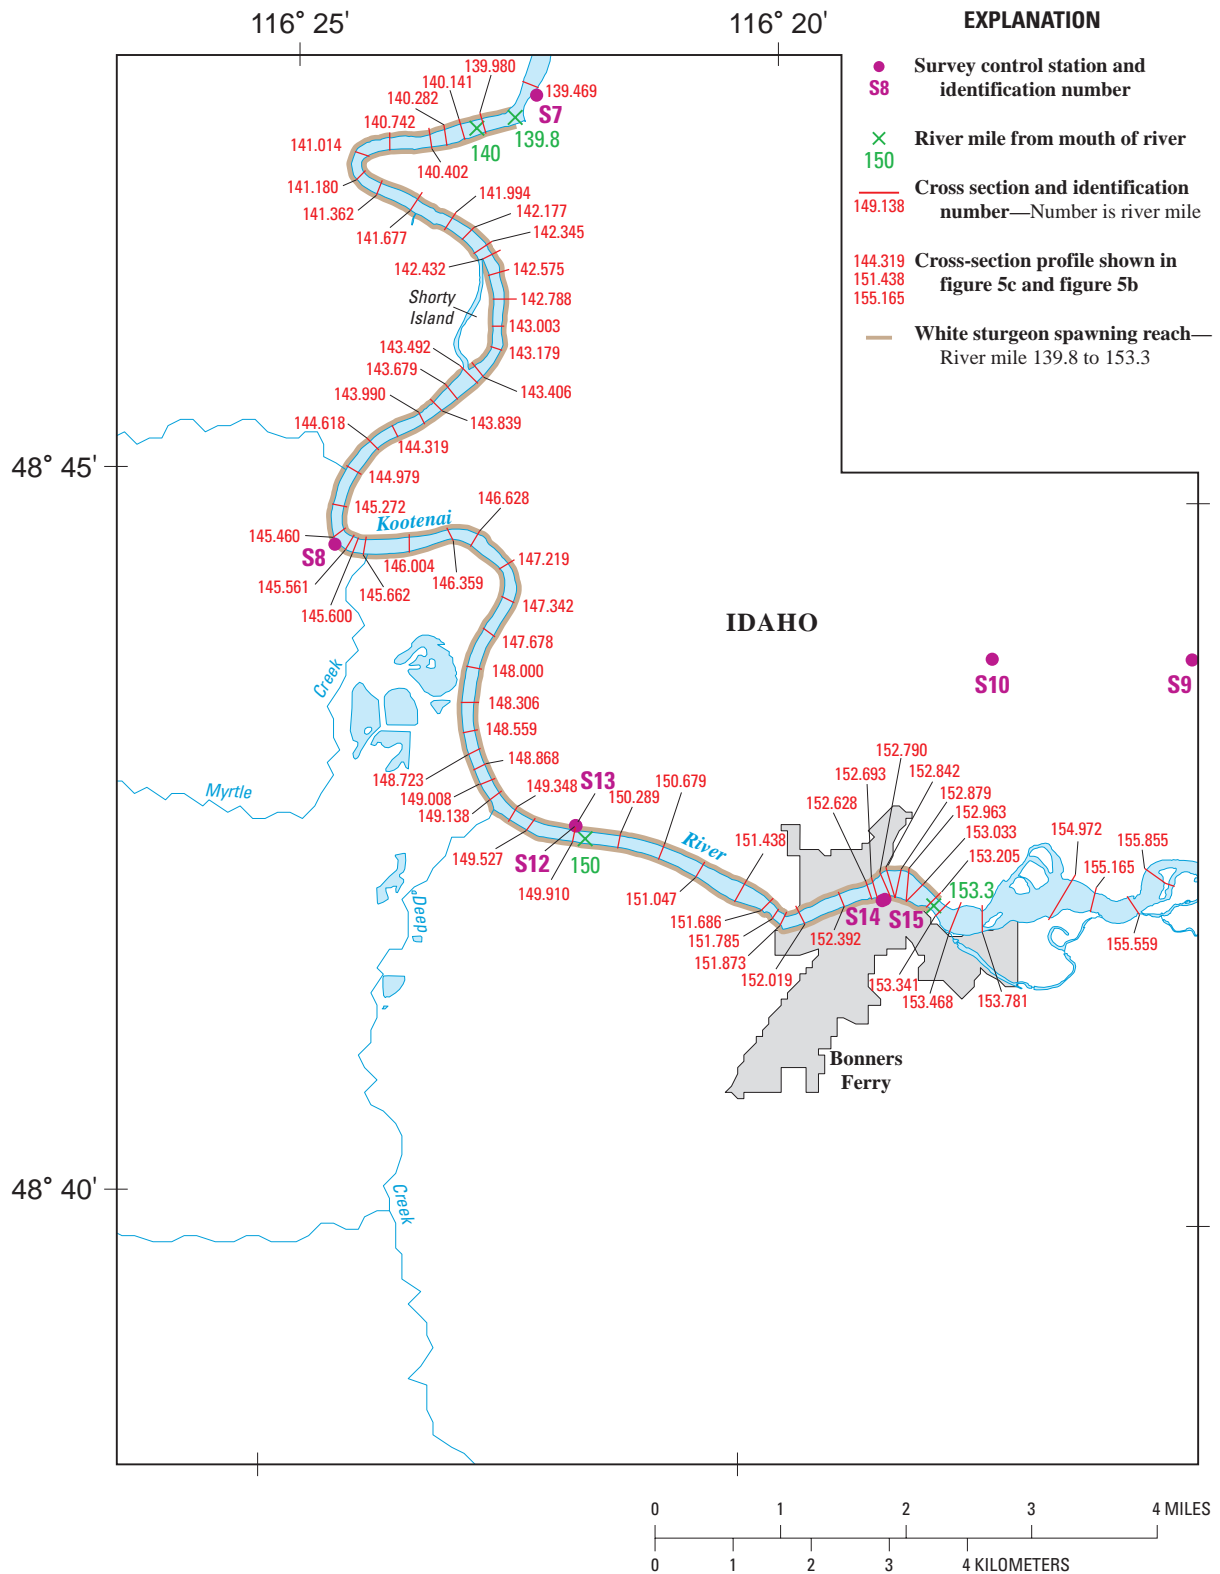 116° 25'
116° 20'
EXPLANATION
Survey control station and
identification number
S8
River mile from mouth of river
150
Cross section and identification
number—Number is river mile
149.138
144.319
151.438
155.165
Cross-section profile shown in
figure 5c and figure 5b
White sturgeon spawning reach—
River mile 139.8 to 153.3
139.980
140.141
139.469
140.282
S7
140.742
139.8
140
141.014
140.402
141.180
141.994
141.362
142.177
141.677
142.345
142.432
142.575
Shorty
Island
142.788
143.003
143.492
143.179
143.679
143.406
143.990
144.618
143.839
144.319
48° 45'
144.979
146.628
145.272
Kootenai
145.460
S8
147.219
146.004
145.561
146.359
145.662
145.600
147.342
IDAHO
147.678
148.000
Creek
S10
S9
148.306
148.559
152.790
148.868
152.693
152.842
148.723
S13
150.679
152.879
Myrtle
149.008
149.348
150.289
152.628
152.963
149.138
151.438
153.033
154.972
155.855
River
149.527
S12
150
153.205
155.165
149.910
151.047
153.3
Deep
151.686
S14
S15
151.785
152.392
155.559
151.873
152.019
153.341
153.468
153.781
Bonners
Ferry
48° 40'
Creek
0 1 2 3 4 MILES
0 1 2 3 4 KILOMETERS